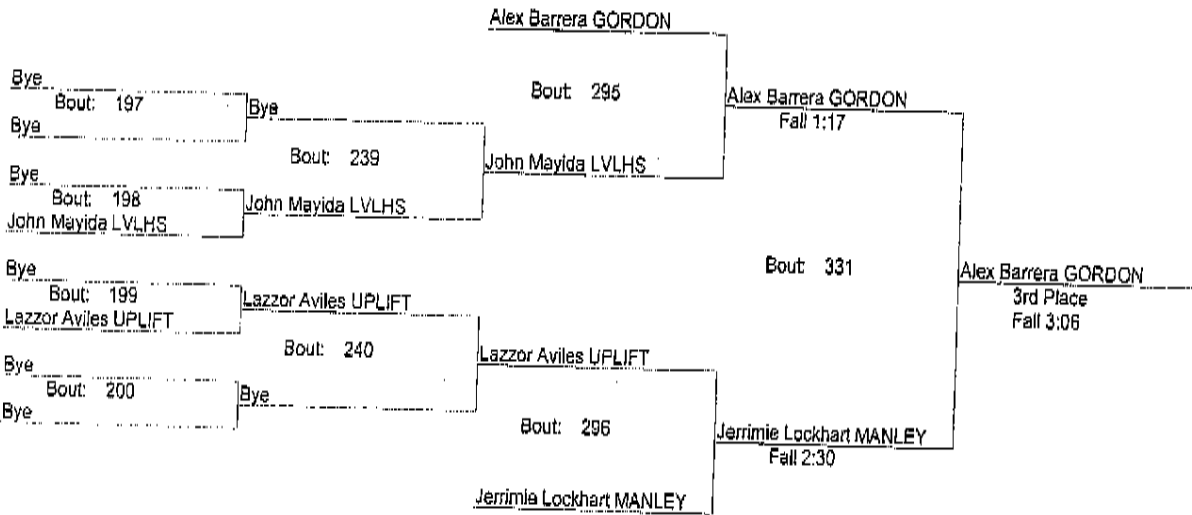 Alex Barrera GORDON
Bye
Bout: 197
Bye
Bout: 295
Alex Barrera GORDON
Fall 1:17
Bye
Bout: 239
John Mayida LVLHS
Bye
Bout: 198
John Mayida LVLHS
John Mayida LVLHS
Bout: 331
Alex Barrera GORDON
3rd Place
Fall 3:06
Bye
Bout: 199
Lazzor Aviles UPLIFT
Lazzor Aviles UPLIFT
Bout: 240
Lazzor Aviles UPLIFT
Bye
Bout: 200
Bye
Bye
Bout: 296
Jerrimie Lockhart MANLEY
Fall 2:30
Jerrimie Lockhart MANLEY